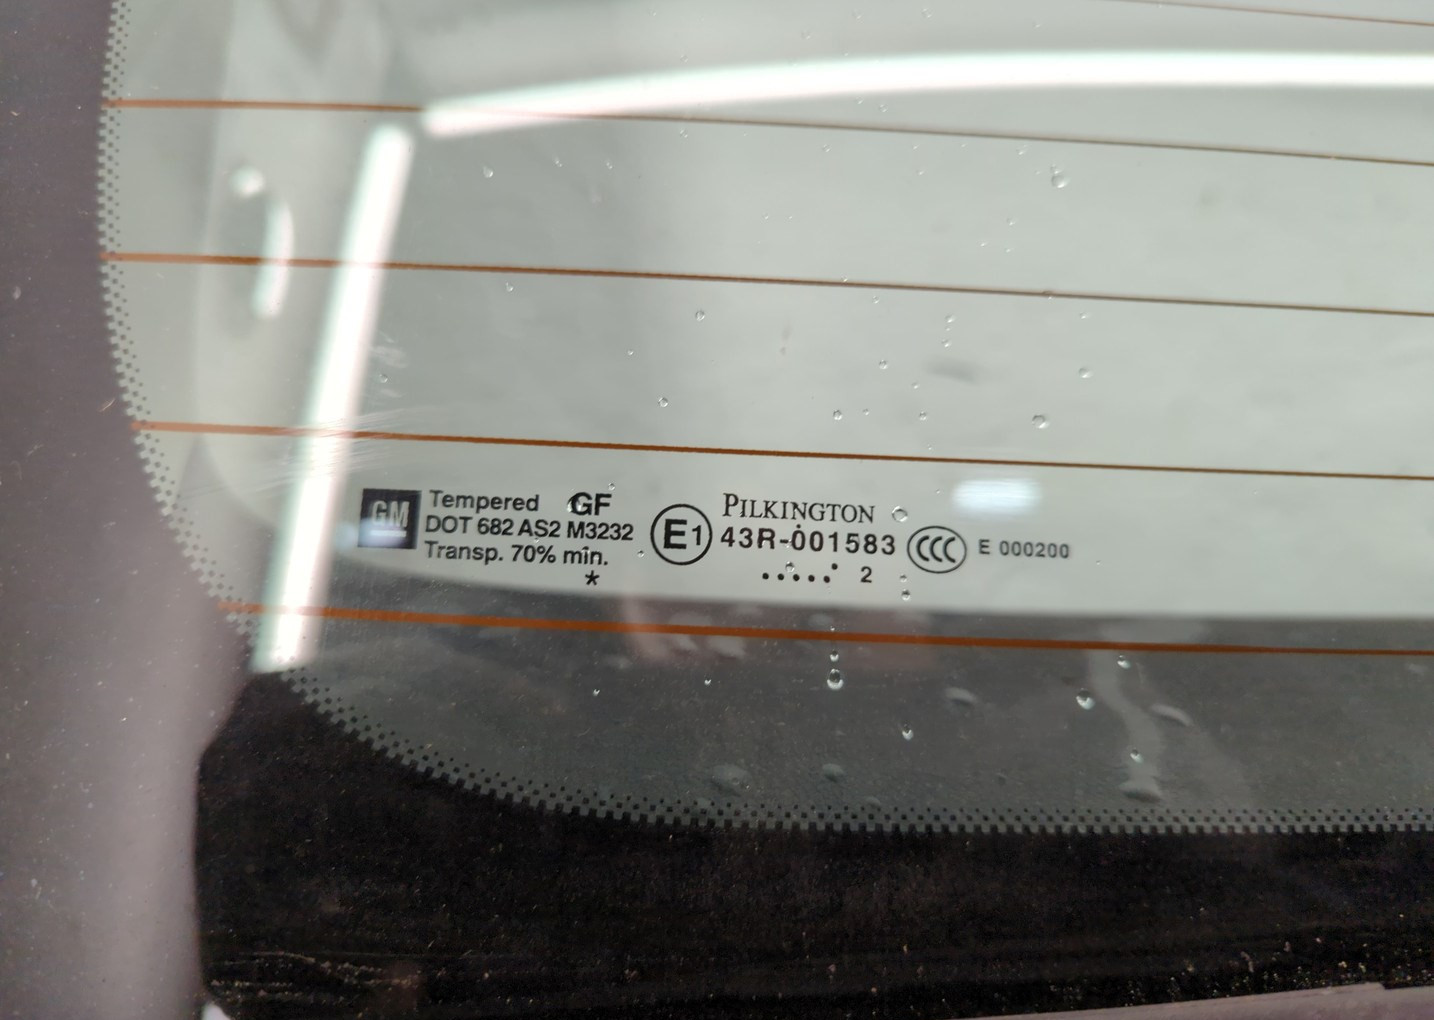 GM
Tempered GF
DOT 682 AS2 M3232
Transp. 70% min.
*
E1
PILKINGTON
43R-001583
...... 2
CCC
E 000200